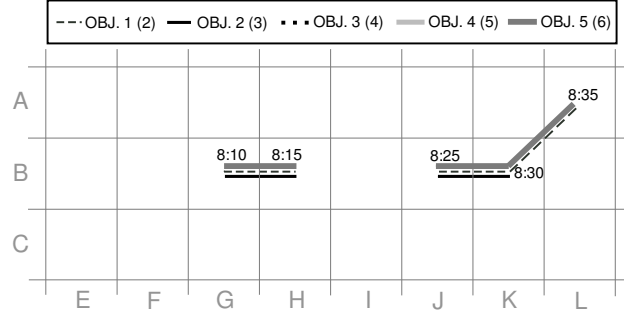 OBJ. 1 (2) OBJ. 2 (3) OBJ. 3 (4) OBJ. 4 (5) OBJ. 5 (6)
A
8:35
8:10 8:15 8:25
B
8:30
C
E F G H I J K L